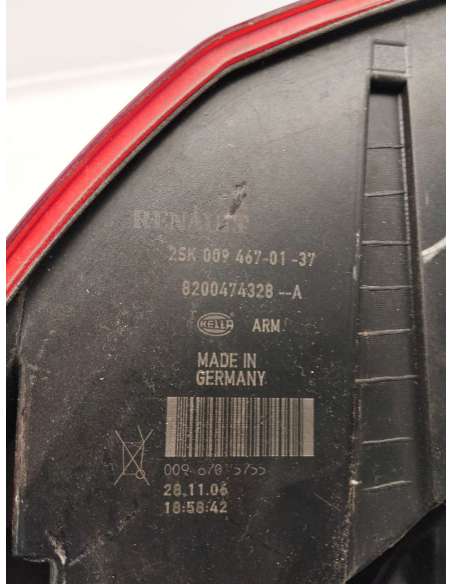 RENAULT
2SK 009 467-01 -37
8200474328 --A
HELLA ARM.
MADE IN
GERMANY
28.11.06
18:58:42